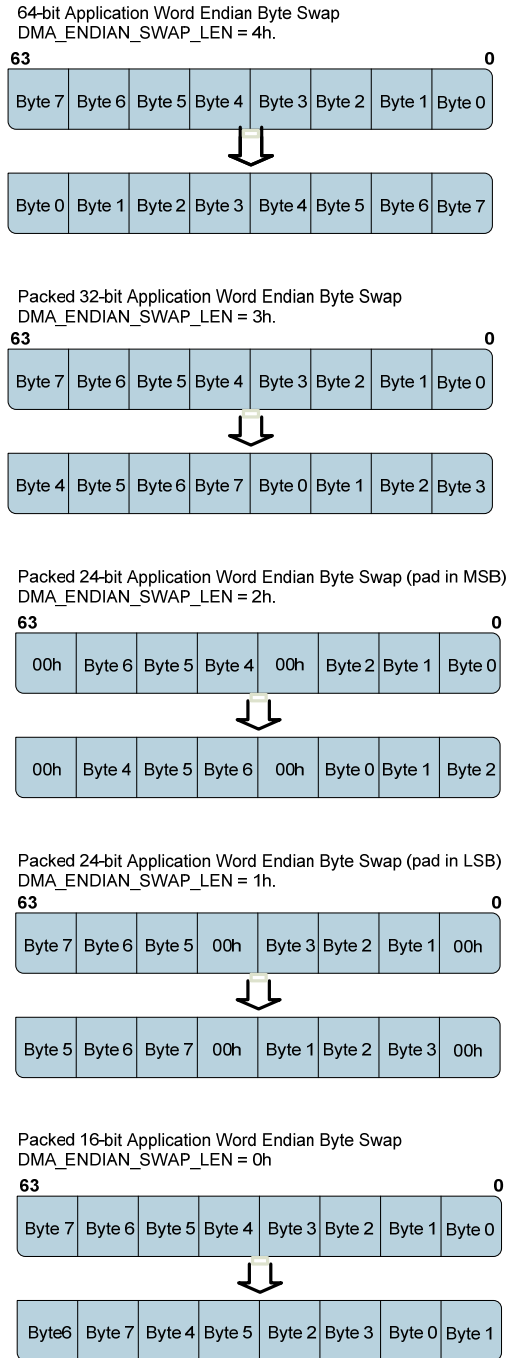 64-bit Application Word Endian Byte Swap
DMA_ENDIAN_SWAP_LEN = 4h.
63 0
Byte 7 Byte 6 Byte 5 Byte 4 Byte 3 Byte 2 Byte 1 Byte 0
Byte 0 Byte 1 Byte 2 Byte 3 Byte 4 Byte 5 Byte 6 Byte 7
Packed 32-bit Application Word Endian Byte Swap
DMA_ENDIAN_SWAP_LEN = 3h.
63 0
Byte 7 Byte 6 Byte 5 Byte 4 Byte 3 Byte 2 Byte 1 Byte 0
Byte 4 Byte 5 Byte 6 Byte 7 Byte 0 Byte 1 Byte 2 Byte 3
Packed 24-bit Application Word Endian Byte Swap (pad in MSB)
DMA_ENDIAN_SWAP_LEN = 2h.
63 0
00h Byte 6 Byte 5 Byte 4 00h Byte 2 Byte 1 Byte 0
00h Byte 4 Byte 5 Byte 6 00h Byte 0 Byte 1 Byte 2
Packed 24-bit Application Word Endian Byte Swap (pad in LSB)
DMA_ENDIAN_SWAP_LEN = 1h.
63 0
Byte 7 Byte 6 Byte 5 00h Byte 3 Byte 2 Byte 1 00h
Byte 5 Byte 6 Byte 7 00h Byte 1 Byte 2 Byte 3 00h
Packed 16-bit Application Word Endian Byte Swap
DMA_ENDIAN_SWAP_LEN = 0h
63 0
Byte 7 Byte 6 Byte 5 Byte 4 Byte 3 Byte 2 Byte 1 Byte 0
Byte6 Byte 7 Byte 4 Byte 5 Byte 2 Byte 3 Byte 0 Byte 1